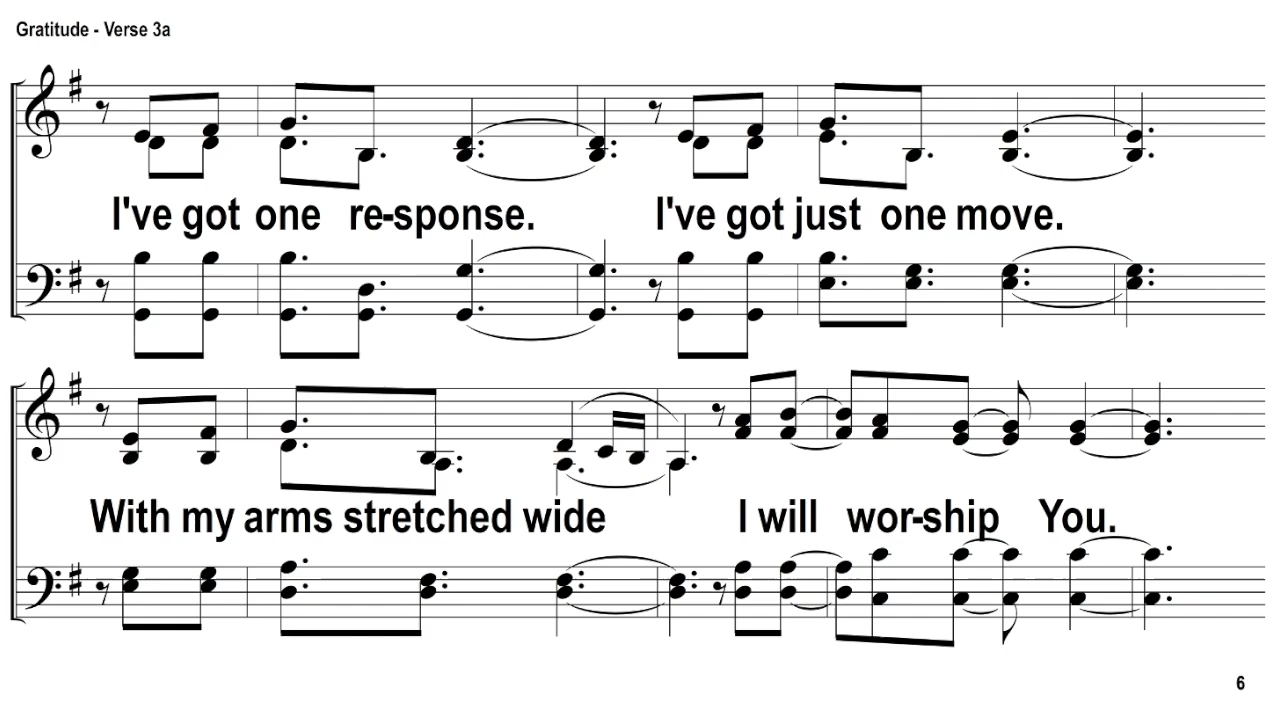 Gratitude - Verse 3a
I've got one re-sponse. I've got just one move.
With my arms stretched wide I will wor-ship You.
6